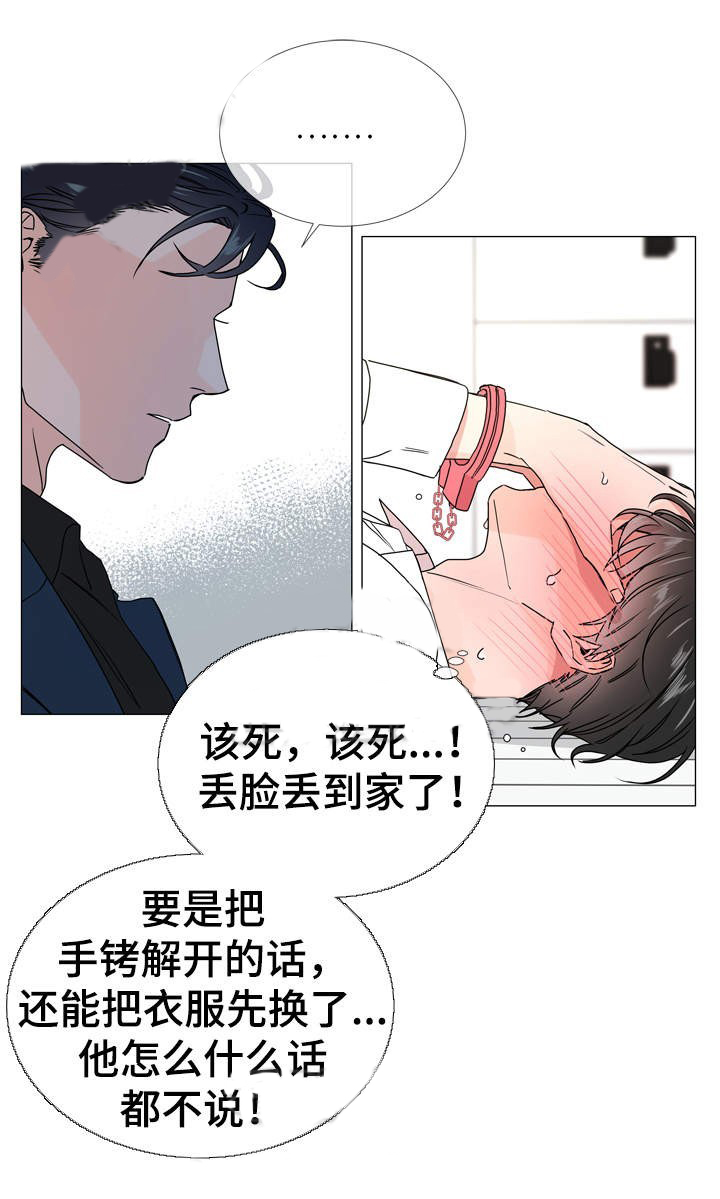 .......
该死，该死...！
丢脸丢到家了！
要是把
手铐解开的话，
还能把衣服先换了...
他怎么什么话
都不说！